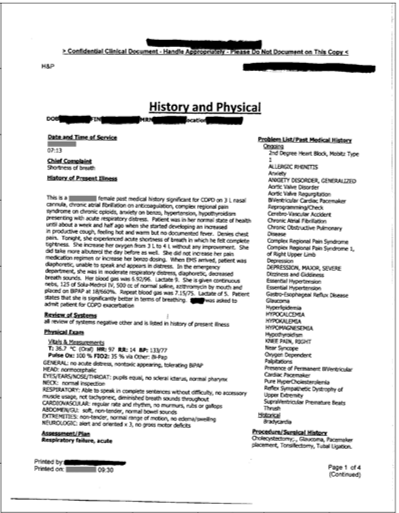 > Confidential Clinical Document - Handle Appropriately - Please Do Not Document on This Copy <
H&P
History and Physical
DOB FIN MRN location
Date and Time of Service
07:13
Chief Complaint
Shortness of breath
History of Present Illness
This is a female past medical history significant for COPD on 3 L nasal
cannula, chronic atrial fibrillation on anticoagulation, complex regional pain
syndrome on chronic opioids, anxiety on benzo, hypertension, hypothyroidism
presenting with acute respiratory distress. Patient was in her normal state of health
until about a week and half ago when she started developing an increased
in productive cough, feeling hot and warm but no documented fever. Denies chest
pain. Tonight, she experienced acute shortness of breath in which he felt complete
tightness. She increase her oxygen from 3 L to 4 L without any improvement. She
did take more the day before as well. She did not increase her pain
medication regimen or increase her benzo dosing. When EMS arrived, patient was
diaphoretic, unable to speak and appears in distress. In the emergency
department, she was in moderate respiratory distress, diaphoretic, decreased
breath sounds. Her blood gas was 6.92/96. Lactate 9. She is given continuous
nebs, 125 of Solu-Medrol IV, 500 cc of normal saline, azithromycin by mouth and
placed on BIPAP at 18/560%. Repeat blood gas 7.15/75. Lactate of 5. Patient
states that she is significantly better in terms of breathing. was asked to
admit patient for COPD exacerbation
Review of Systems
all review of systems negative other and is listed in history of present illness
Physical Exam
Vitals & Measurements
T: 36.7 °C (Oral) HR: 97 RR: 14 BP: 133/77
Pulse Ox: 100 % FIO2: 35 % via Other: Bi-Pap
GENERAL: no acute distress, nontoxic appearing, tolerating BIPAP
HEAD: normocephalic
EYES/EARS/NOSE/THROAT: pupils equal, no scleral icterus, normal pharynx
NECK: normal inspection
RESPIRATORY: Able to speak in complete sentences without difficulty, no accessory
muscle usage, not tachypneic, diminished breath sounds throughout
CARDIOVASCULAR: regular rate and rhythm, no murmurs, rubs or gallops
ABDOMEN/GU: soft, non-tender, normal bowel sounds
EXTREMITIES: non-tender, normal range of motion, no edema/swelling
NEUROLOGIC: alert and oriented x 3, no gross motor deficits
Assessment/Plan
Respiratory failure, acute
Problem List/Past Medical History
Ongoing
2nd Degree Heart Block, Mobitz Type
1
ALLERGIC RHINITIS
Anxiety
ANXIETY DISORDER, GENERALIZED
Aortic Valve Disorder
Aortic Valve Regurgitation
BiVentricular Cardiac Pacemaker
Reprogramming/Check
Cerebro-Vascular Accident
Chronic Atrial Fibrillation
Chronic Obstructive Pulmonary
Disease
Complex Regional Pain Syndrome
Complex Regional Pain Syndrome I,
of Right Upper Limb
Depression
DEPRESSION, MAJOR, SEVERE
Dizziness and Giddiness
Essential Hypertension
Essential Hypertension
Gastro-Esophageal Reflux Disease
Glaucoma
Hyperlipidemia
HYPOCALCEMIA
HYPOKALEMIA
HYPOMAGNESEMIA
Hypothyroidism
KNEE PAIN, RIGHT
Near Syncope
Oxygen Dependent
Palpitations
Presence of Permanent BiVentricular
Cardiac Pacemaker
Pure Hypercholesterolemia
Reflex Sympathetic Dystrophy of
Upper Extremity
SupraVentricular Premature Beats
Thrush
Historical
Bradycardia
Procedure/Surgical History
Cholecystectomy:, , Glaucoma, Pacemaker
placement, Tonsillectomy, Tubal Ligation.
Printed by
Printed on: 09:30
Page 1 of 4
(Continued)